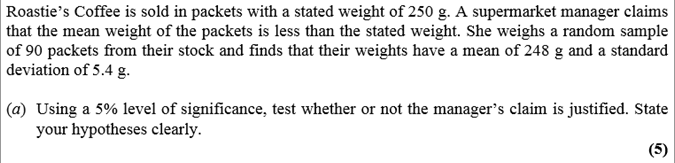 Roastie’s Coffee is sold in packets with a stated weight of 250 g. A supermarket manager claims
that the mean weight of the packets is less than the stated weight. She weighs a random sample
of 90 packets from their stock and finds that their weights have a mean of 248 g and a standard
deviation of 5.4 g.
(a) Using a 5% level of significance, test whether or not the manager’s claim is justified. State
your hypotheses clearly.
(5)